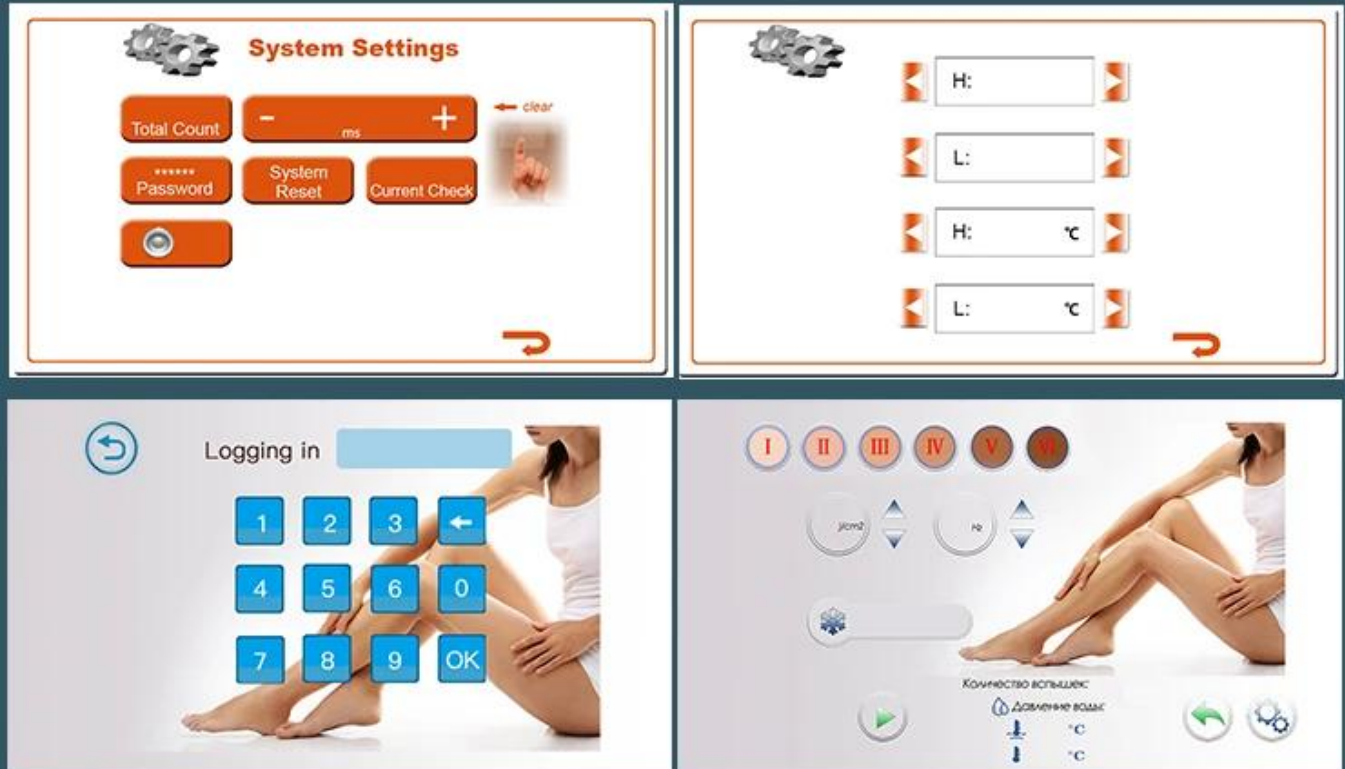 System Settings
Total Count
-
+
ms
← clear
******
Password
System
Reset
Current Check
H:
L:
H: °C
L: °C
Logging in
1 2 3 ←
4 5 6 0
7 8 9 OK
I II III IV V VI
J/cm2
Hz
Количество вспышек:
Давление воды:
°C
°C